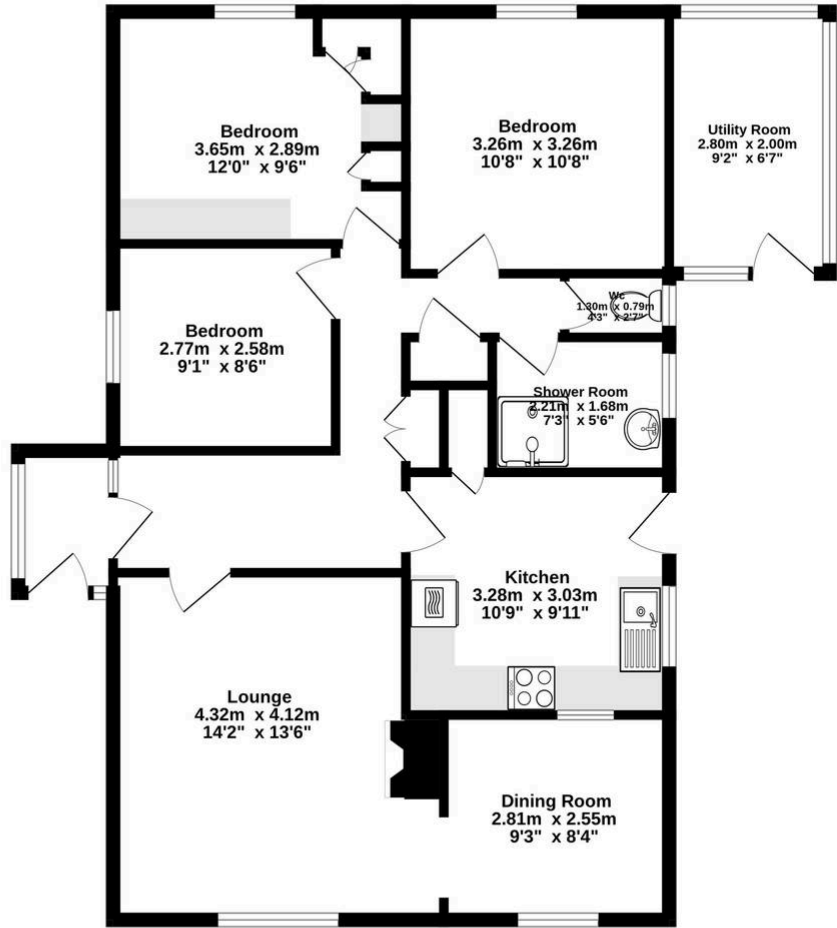 Bedroom
3.65m x 2.89m
12'0" x 9'6"
Bedroom
3.26m x 3.26m
10'8" x 10'8"
Utility Room
2.80m x 2.00m
9'2" x 6'7"
Bedroom
2.77m x 2.58m
9'1" x 8'6"
Wc
1.30m x 0.79m
4'3" x 2'7"
Shower Room
2.21m x 1.68m
7'3" x 5'6"
Kitchen
3.28m x 3.03m
10'9" x 9'11"
Lounge
4.32m x 4.12m
14'2" x 13'6"
Dining Room
2.81m x 2.55m
9'3" x 8'4"